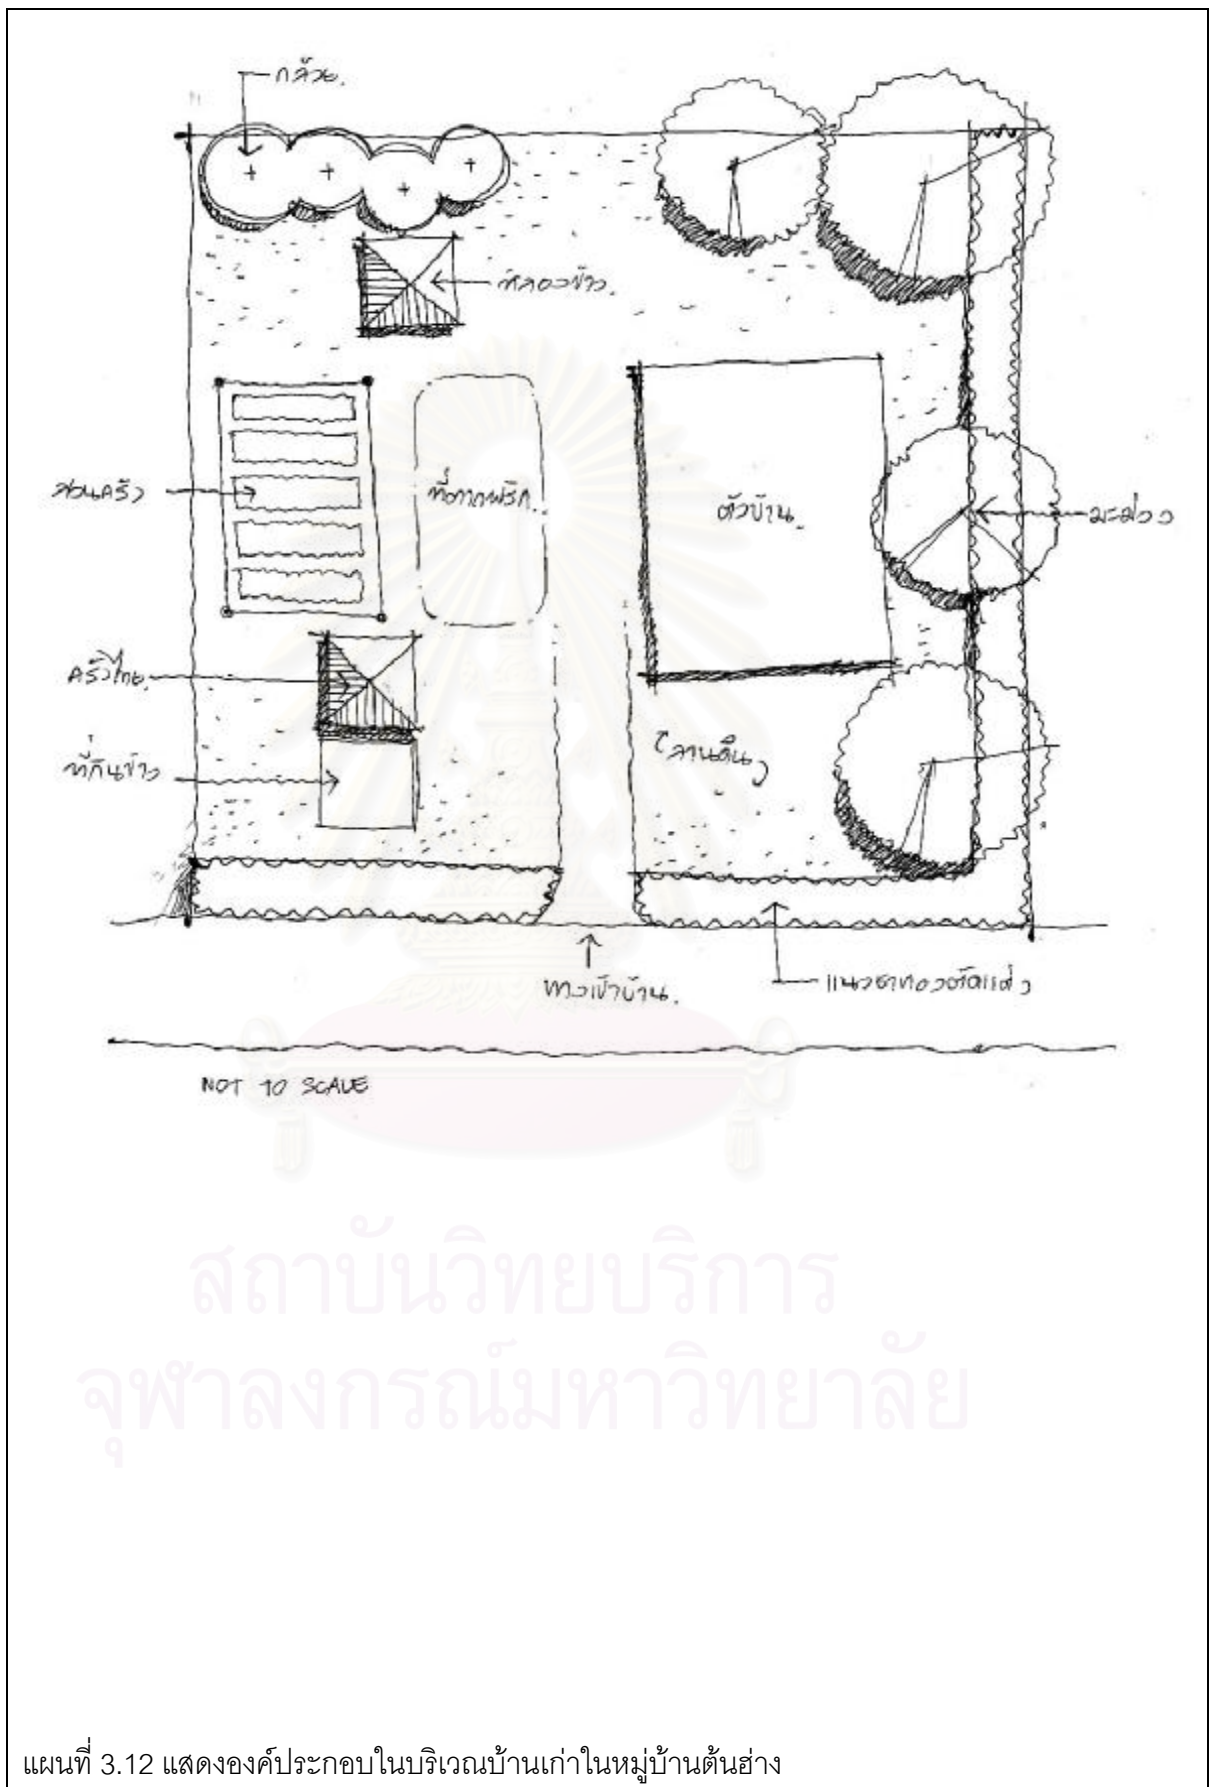 กล้วย.
หลองข้าว.
สวนครัว
ที่ตากพริก.
ตัวบ้าน.
มะม่วง
ครัวไทย.
ที่กินข้าว
ลานดิน
ทางเข้าบ้าน.
แนวชาทองตัดแต่ง
NOT TO SCALE
สถาบันวิทยบริการ
จุฬาลงกรณ์มหาวิทยาลัย
แผนที่ 3.12 แสดงองค์ประกอบในบริเวณบ้านเก่าในหมู่บ้านต้นฮ่าง